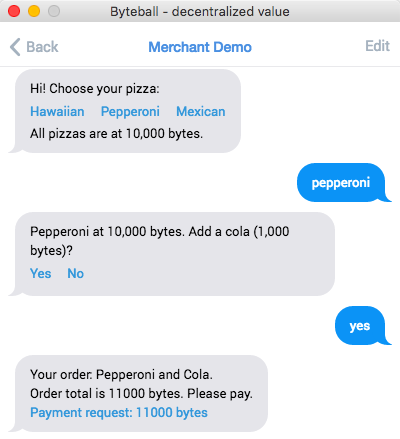 Byteball - decentralized value
Back
Merchant Demo
Edit
Hi! Choose your pizza:
Hawaiian Pepperoni Mexican
All pizzas are at 10,000 bytes.
pepperoni
Pepperoni at 10,000 bytes. Add a cola (1,000
bytes)?
Yes No
yes
Your order: Pepperoni and Cola.
Order total is 11000 bytes. Please pay.
Payment request: 11000 bytes